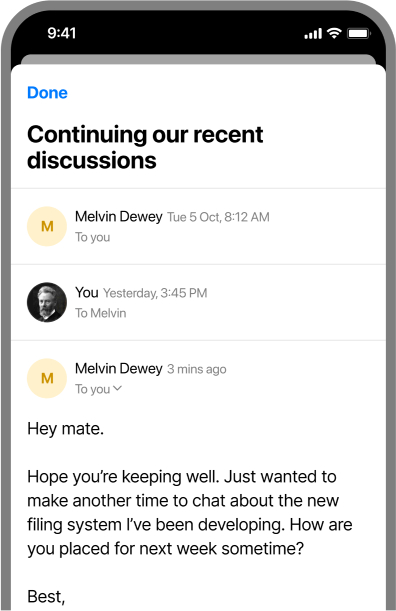 9:41
Done
Continuing our recent
discussions
M
Melvin Dewey Tue 5 Oct, 8:12 AM
To you
You Yesterday, 3:45 PM
To Melvin
M
Melvin Dewey 3 mins ago
To you
Hey mate.
Hope you’re keeping well. Just wanted to
make another time to chat about the new
filing system I’ve been developing. How are
you placed for next week sometime?
Best,